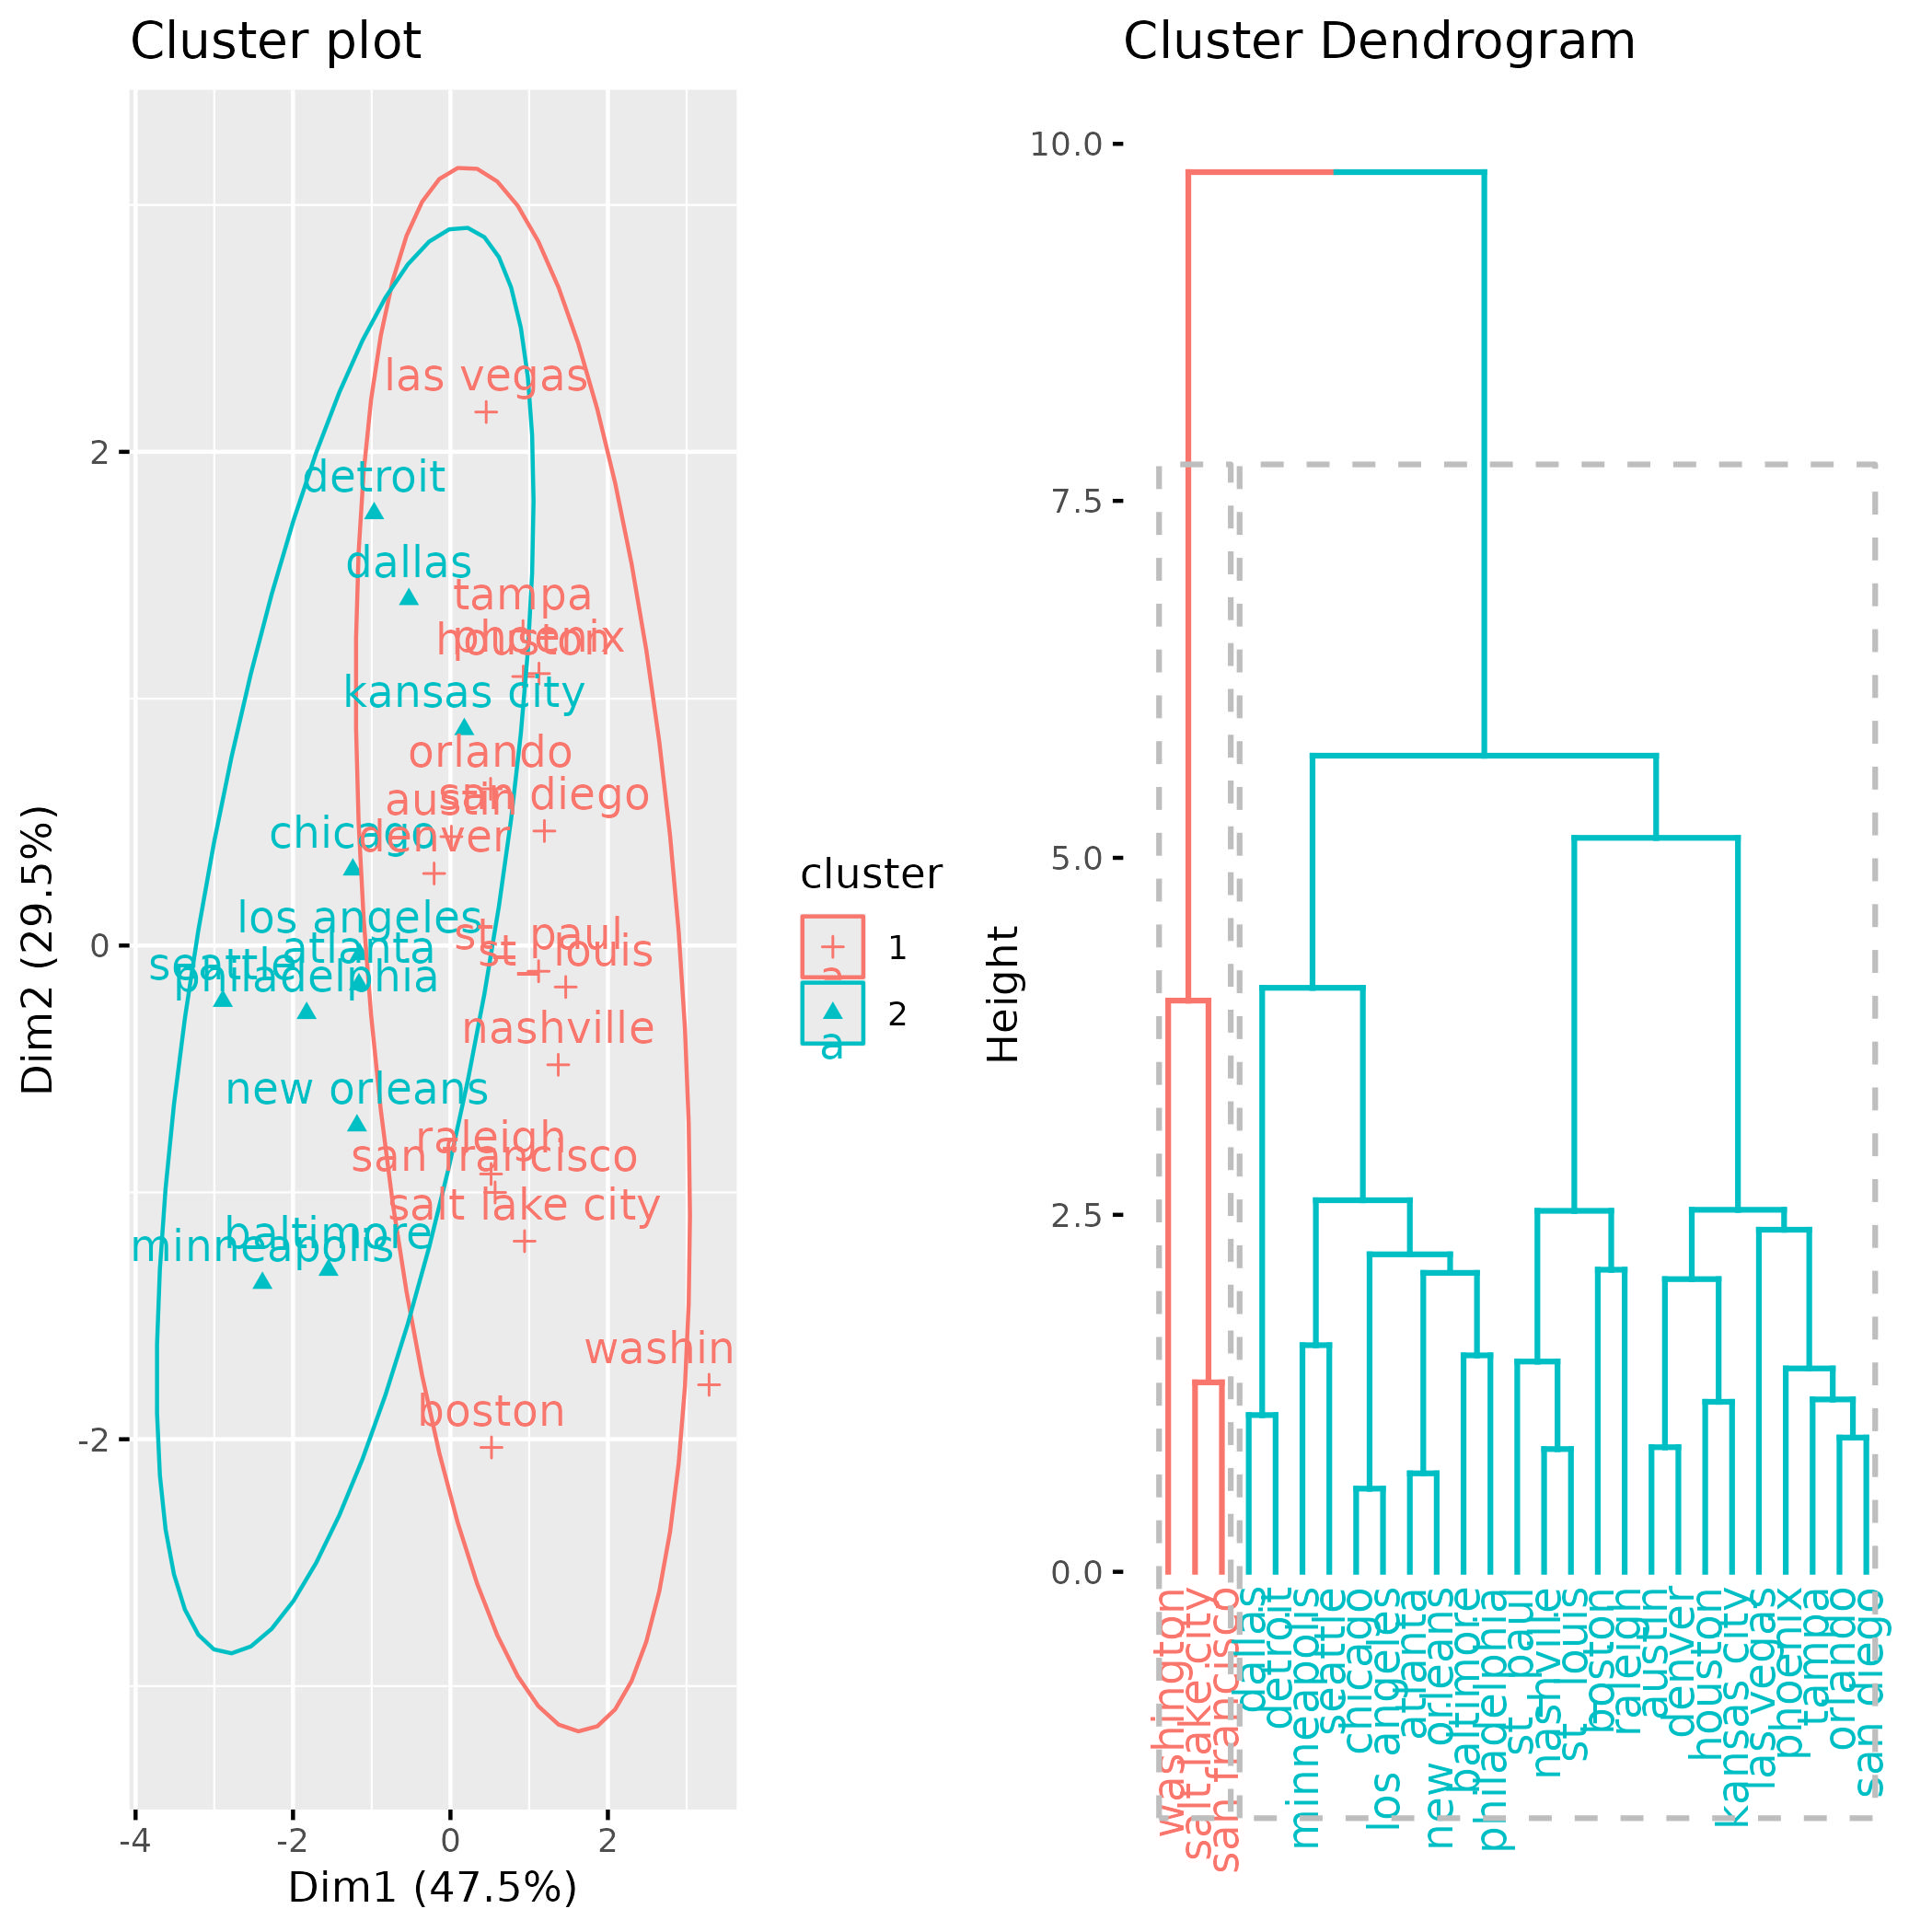 Cluster plot
las vegas
detroit
dallas
tampa
phoenix
houston
kansas city
orlando
san diego
austin
chicago
denver
los angeles
st_ paul
atlanta
st_ louis
seattle
philadelphia
nashville
new orleans
raleigh
san francisco
salt lake city
baltimore
minneapolis
washin
boston
2
0
-2
-4
-2
0
2
Dim1 (47.5%)
Dim2 (29.5%)
cluster
a
1
a
2
Cluster Dendrogram
10.0
7.5
5.0
2.5
0.0
Height
washington
salt lake city
san francisco
dallas
detroit
minneapolis
seattle
chicago
los angeles
atlanta
new orleans
baltimore
philadelphia
st_ paul
nashville
st_ louis
boston
raleigh
austin
denver
houston
kansas city
las vegas
phoenix
tampa
orlando
san diego